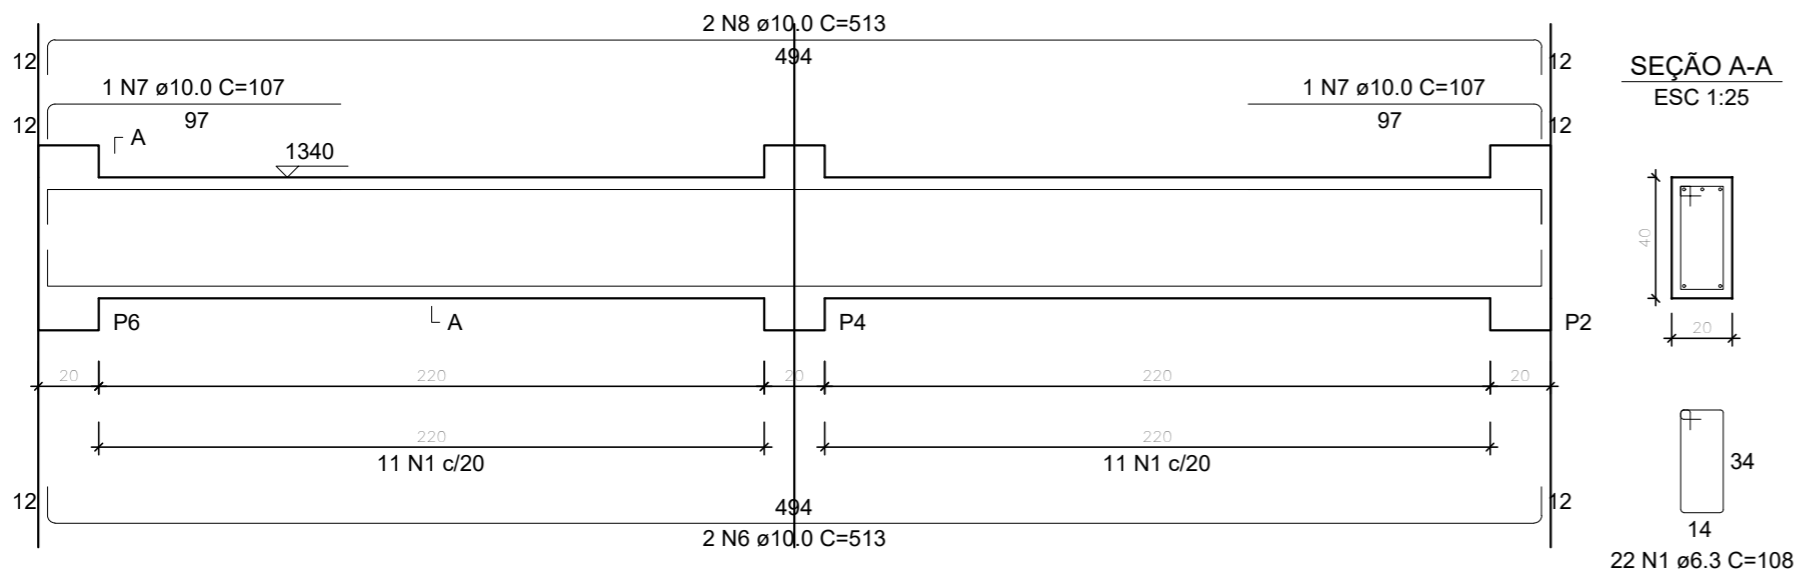 2 N8 ø10.0 C=513
494
12
12
1 N7 ø10.0 C=107
97
12
1 N7 ø10.0 C=107
97
12
A
1340
SEÇÃO A-A
ESC 1:25
40
20
P6
A
P4
P2
20
220
20
220
20
220
11 N1 c/20
220
11 N1 c/20
12
494
12
2 N6 ø10.0 C=513
34
14
22 N1 ø6.3 C=108